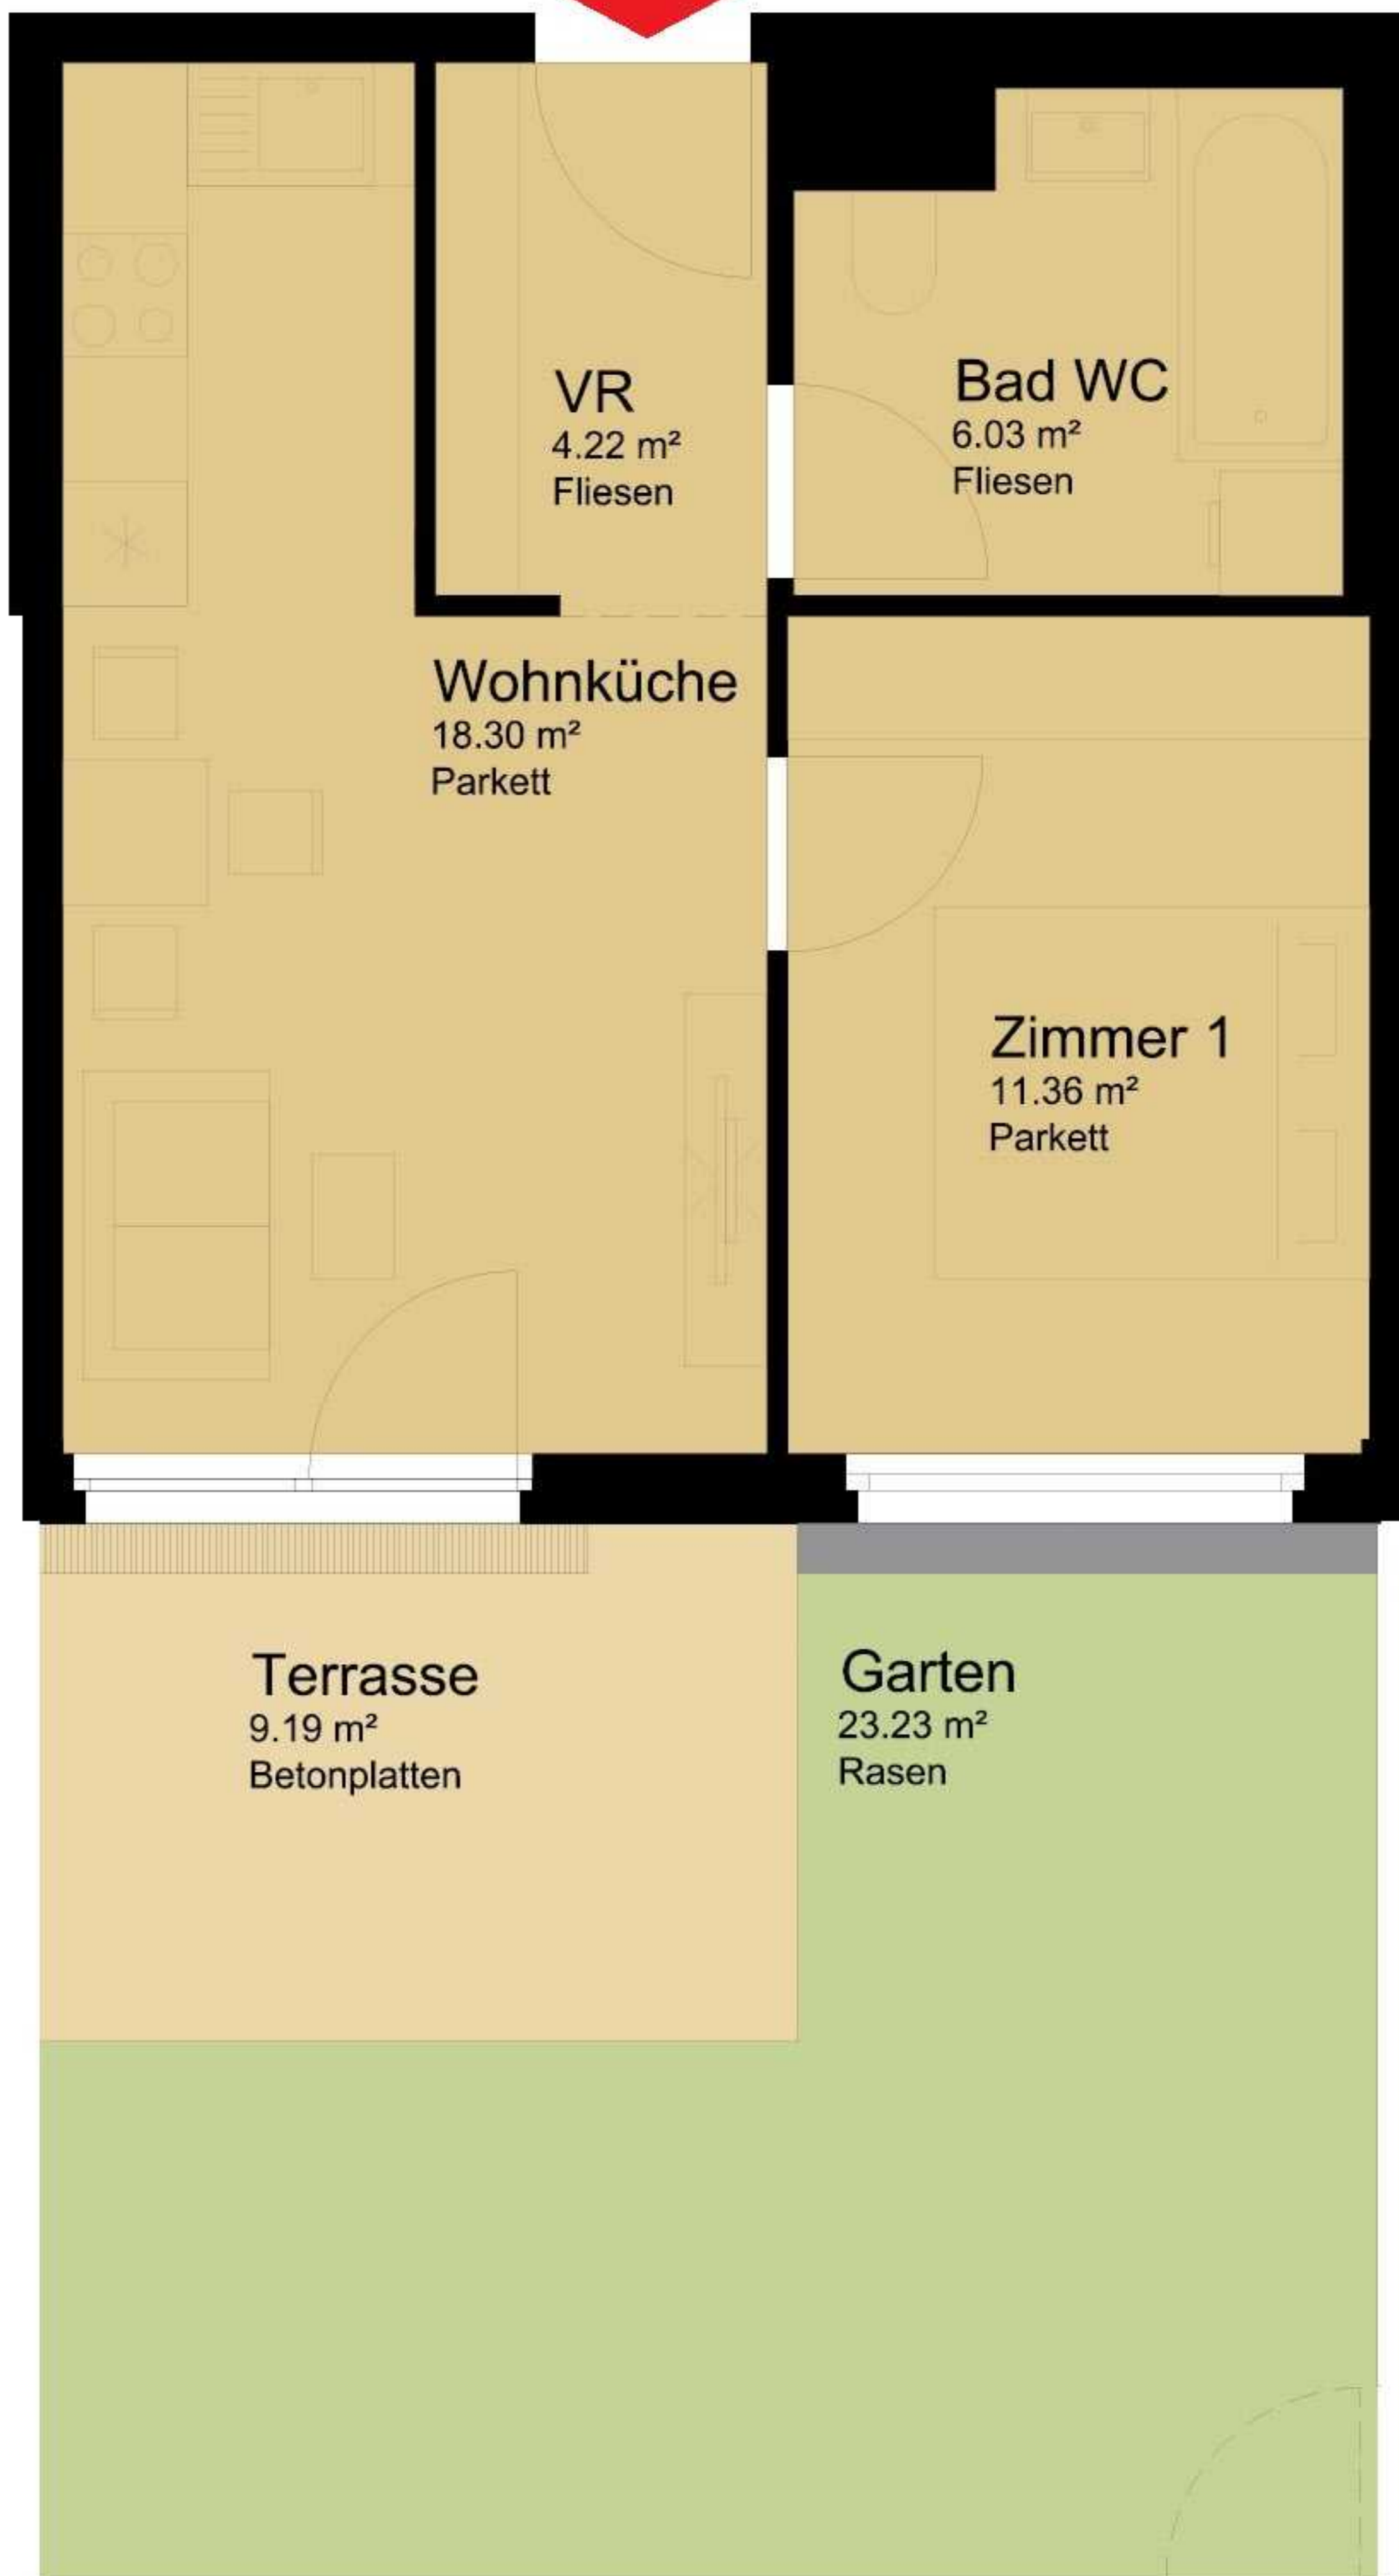 VR
4.22 m²
Fliesen
Bad WC
6.03 m²
Fliesen
Wohnküche
18.30 m²
Parkett
Zimmer 1
11.36 m²
Parkett
Terrasse
9.19 m²
Betonplatten
Garten
23.23 m²
Rasen